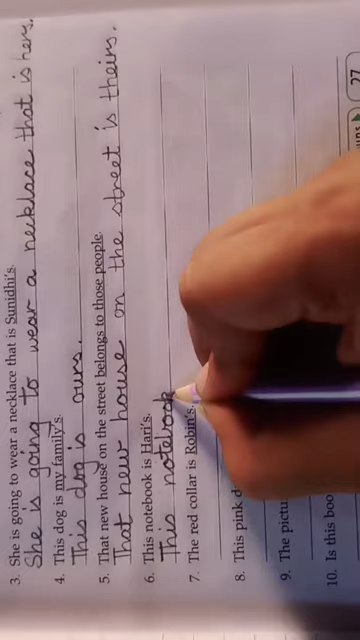 3. She is going to wear a necklace that is Sunidhi's.
She is going to wear a necklace that is hers.
4. This dog is my family's.
This dog is ours.
5. That new house on the street belongs to those people.
That new house on the street is theirs.
6. This notebook is Hari's.
This notebook
7. The red collar is Robin's.
8. This pink
9. The
10. Is this
27